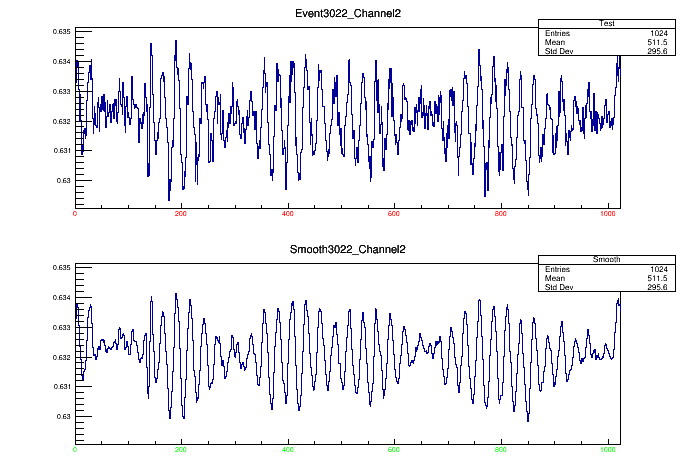 Event3022_Channel2
Test
Entries 1024
Mean 511.5
Std Dev 295.6
0.635
0.634
0.633
0.632
0.631
0.63
0 200 400 600 800 1000
Smooth3022_Channel2
Smooth
Entries 1024
Mean 511.5
Std Dev 295.6
0.635
0.634
0.633
0.632
0.631
0.63
0 200 400 600 800 1000